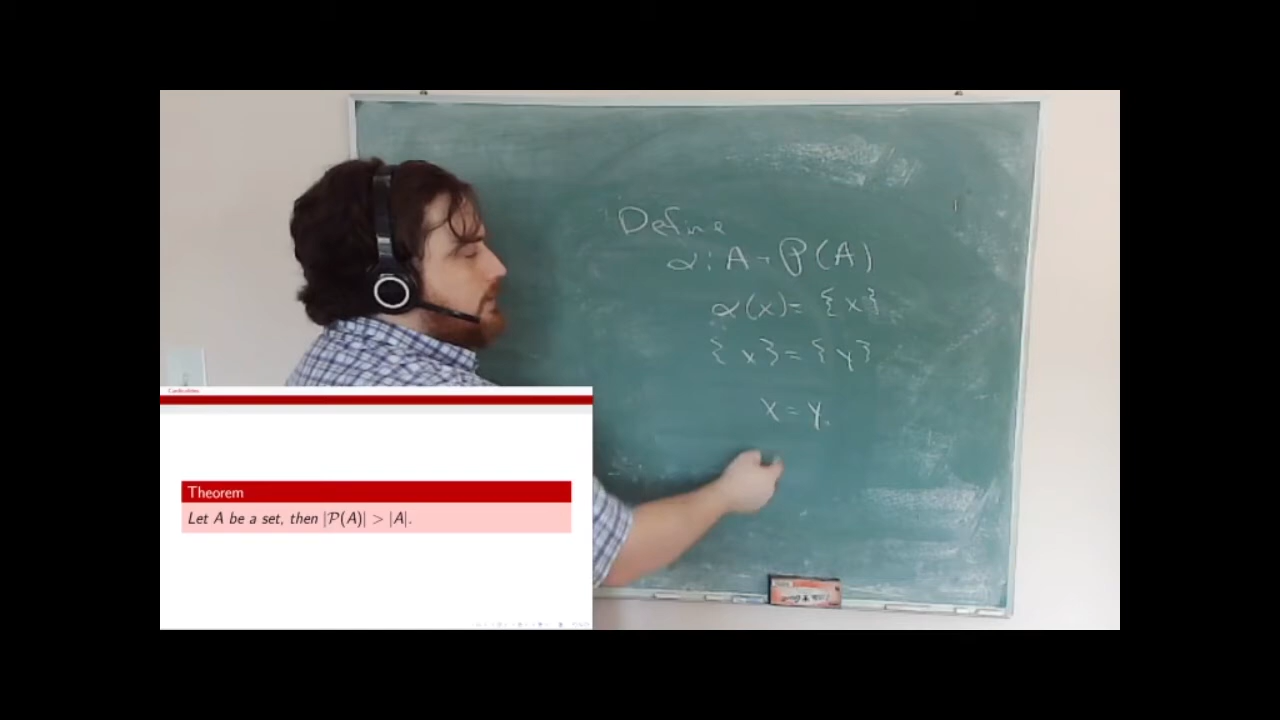 Define
α : A → P(A)
α(x) = {x}
{x} = {y}
x = y.
Theorem
Let A be a set, then |P(A)| > |A|.